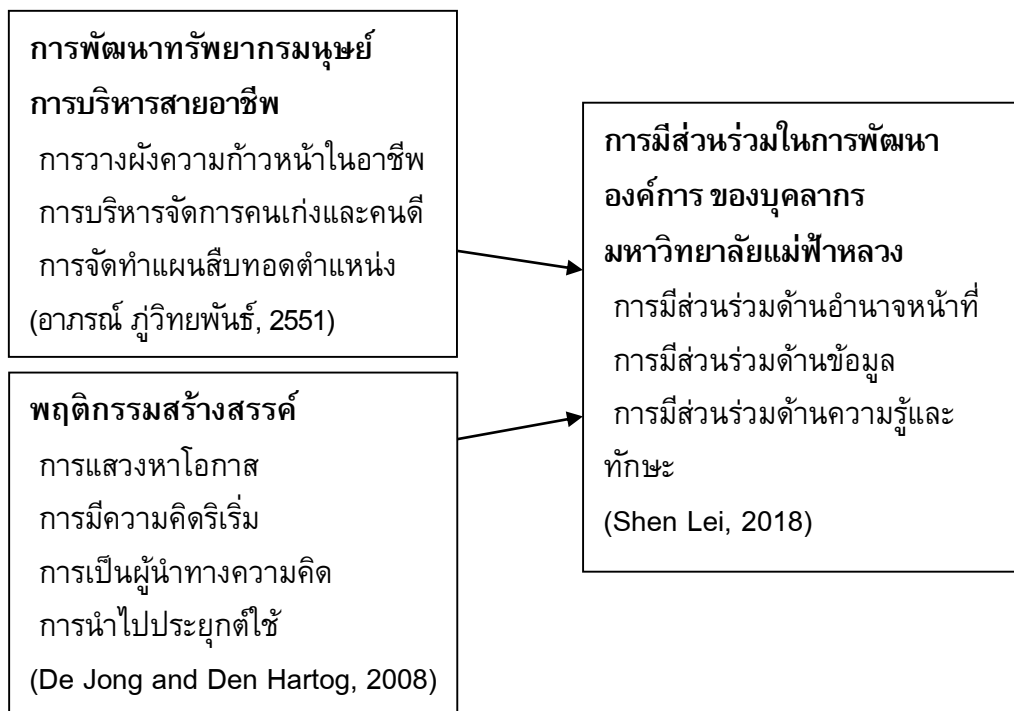 การพัฒนาทรัพยากรมนุษย์
การบริหารสายอาชีพ
การวางผังความก้าวหน้าในอาชีพ
การบริหารจัดการคนเก่งและคนดี
การจัดทำแผนสืบทอดตำแหน่ง
(อาภรณ์ ภู่วิทยพันธ์, 2551)
พฤติกรรมสร้างสรรค์
การแสวงหาโอกาส
การมีความคิดริเริ่ม
การเป็นผู้นำทางความคิด
การนำไปประยุกต์ใช้
(De Jong and Den Hartog, 2008)
การมีส่วนร่วมในการพัฒนา
องค์การ ของบุคลากร
มหาวิทยาลัยแม่ฟ้าหลวง
การมีส่วนร่วมด้านอำนาจหน้าที่
การมีส่วนร่วมด้านข้อมูล
การมีส่วนร่วมด้านความรู้และ
ทักษะ
(Shen Lei, 2018)